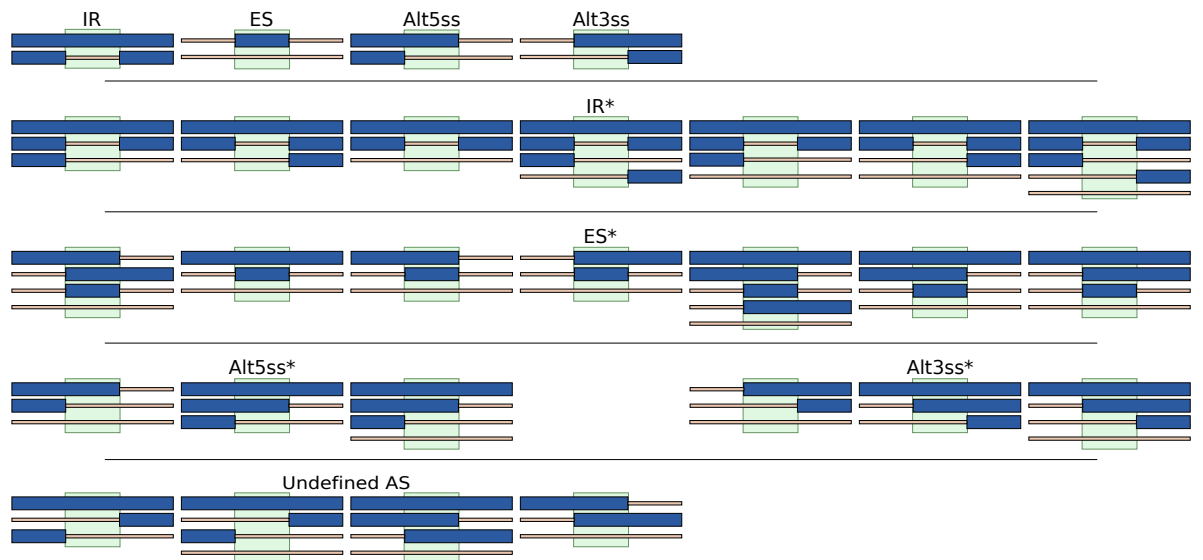 IR ES Alt5ss Alt3ss
IR*
ES*
Alt5ss* Alt3ss*
Undefined AS